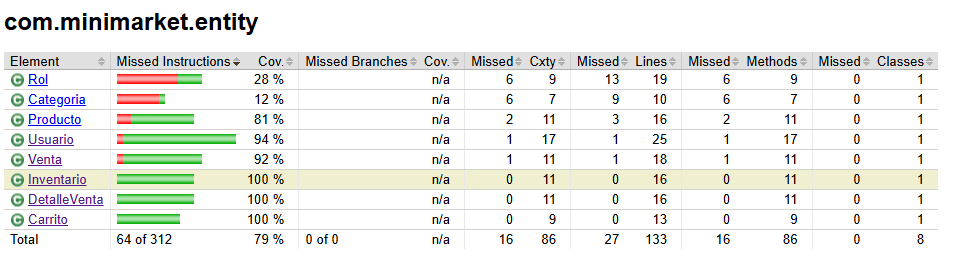 com.minimarket.entity
Element Missed Instructions Cov. Missed Branches Cov. Missed Cxty Missed Lines Missed Methods Missed Classes
C Rol 28 % n/a 6 9 13 19 6 9 0 1
C Categoria 12 % n/a 6 7 9 10 6 7 0 1
C Producto 81 % n/a 2 11 3 16 2 11 0 1
C Usuario 94 % n/a 1 17 1 25 1 17 0 1
C Venta 92 % n/a 1 11 1 18 1 11 0 1
C Inventario 100 % n/a 0 11 0 16 0 11 0 1
C DetalleVenta 100 % n/a 0 11 0 16 0 11 0 1
C Carrito 100 % n/a 0 9 0 13 0 9 0 1
Total 64 of 312 79 % 0 of 0 n/a 16 86 27 133 16 86 0 8